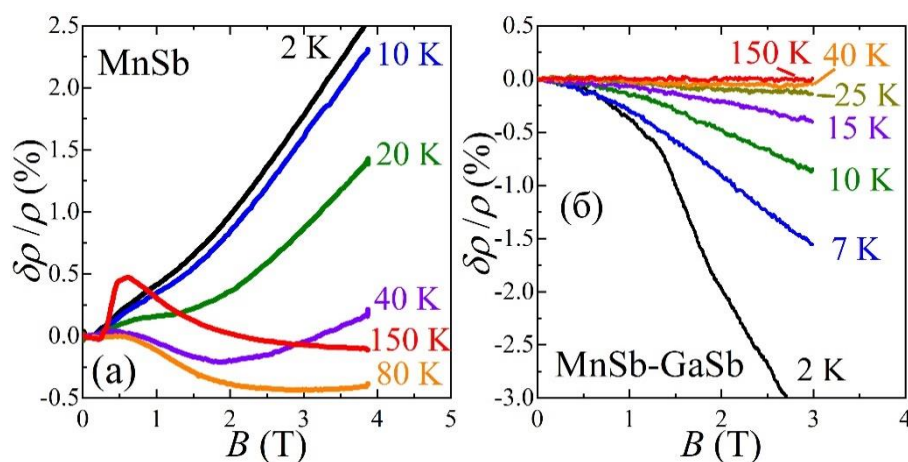 MnSb
2 K
10 K
20 K
40 K
150 K
80 K
(a)
δρ/ρ (%)
2.5
2.0
1.5
1.0
0.5
0.0
-0.5
0 1 2 3 4 5
B (T)
150 K
40 K
25 K
15 K
10 K
7 K
2 K
(б)
MnSb-GaSb
δρ/ρ (%)
0.5
0.0
-0.5
-1.0
-1.5
-2.0
-2.5
-3.0
0 1 2 3 4
B (T)